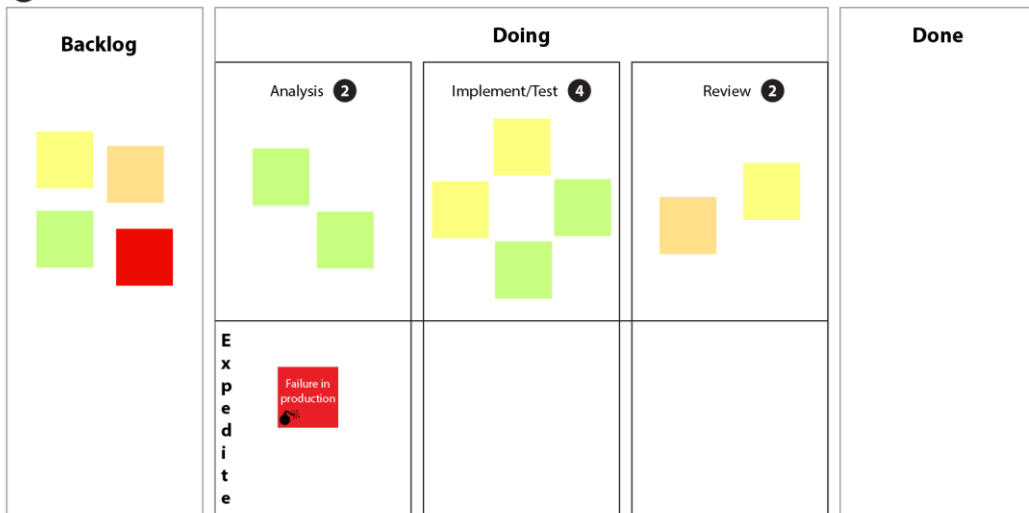 Backlog
Doing
Done
Analysis 2
Implement/Test 4
Review 2
E
x
p
e
d
i
t
e
Failure in
production